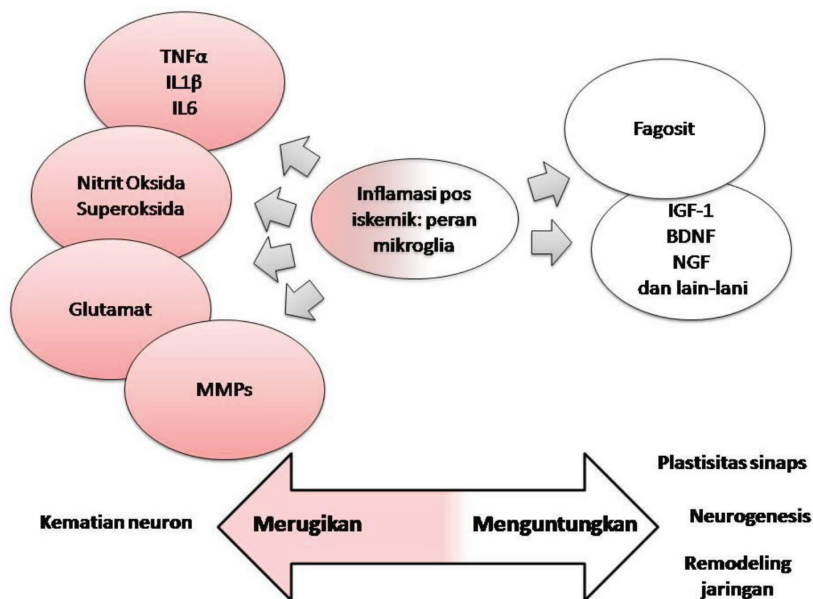 TNFα
IL1β
IL6
Nitrit Oksida
Superoksida
Glutamat
MMPs
Inflamasi pos
iskemik: peran
mikroglia
Fagosit
IGF-1
BDNF
NGF
dan lain-lani
Kematian neuron
Merugikan
Menguntungkan
Plastisitas sinaps
Neurogenesis
Remodeling
jaringan